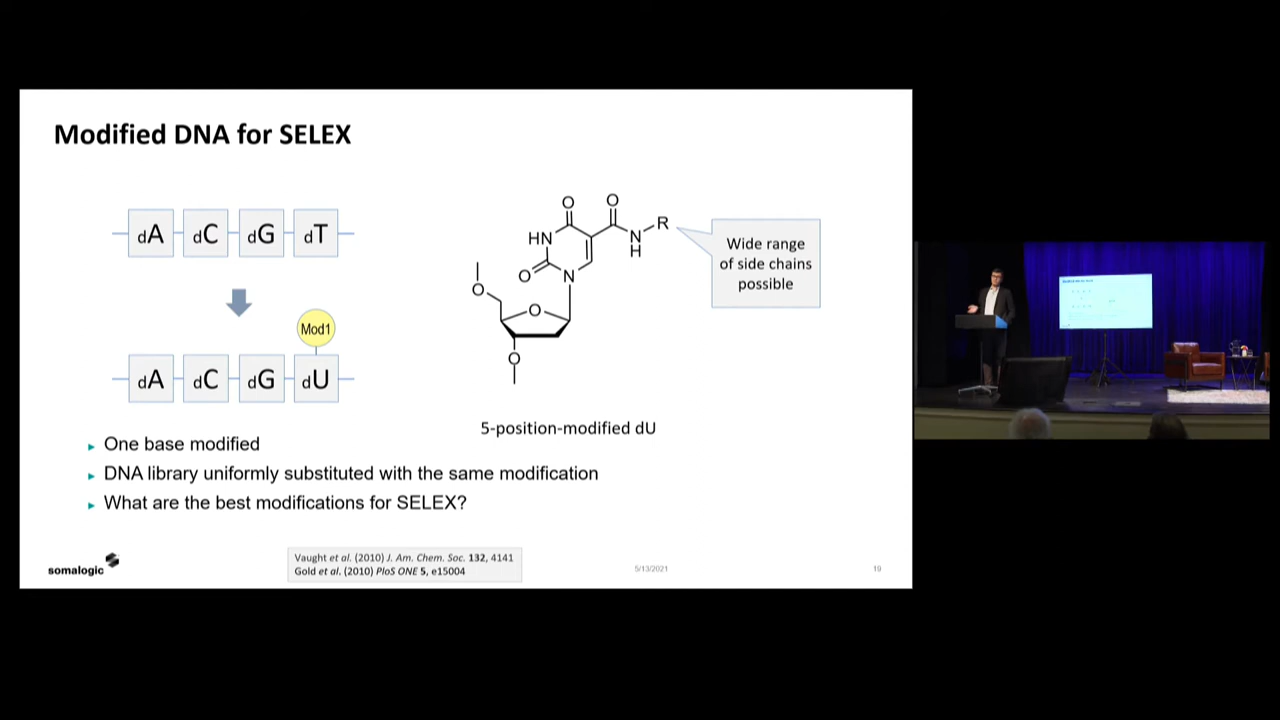 Modified DNA for SELEX
dA dC dG dT
Mod1
dA dC dG dU
O
O
HN
N
H
R
O
N
O
O
O
Wide range
of side chains
possible
5-position-modified dU
One base modified
DNA library uniformly substituted with the same modification
What are the best modifications for SELEX?
somalogic
Vaught et al. (2010) J. Am. Chem. Soc. 132, 4141
Gold et al. (2010) PloS ONE 5, e15004
5/13/2021
19